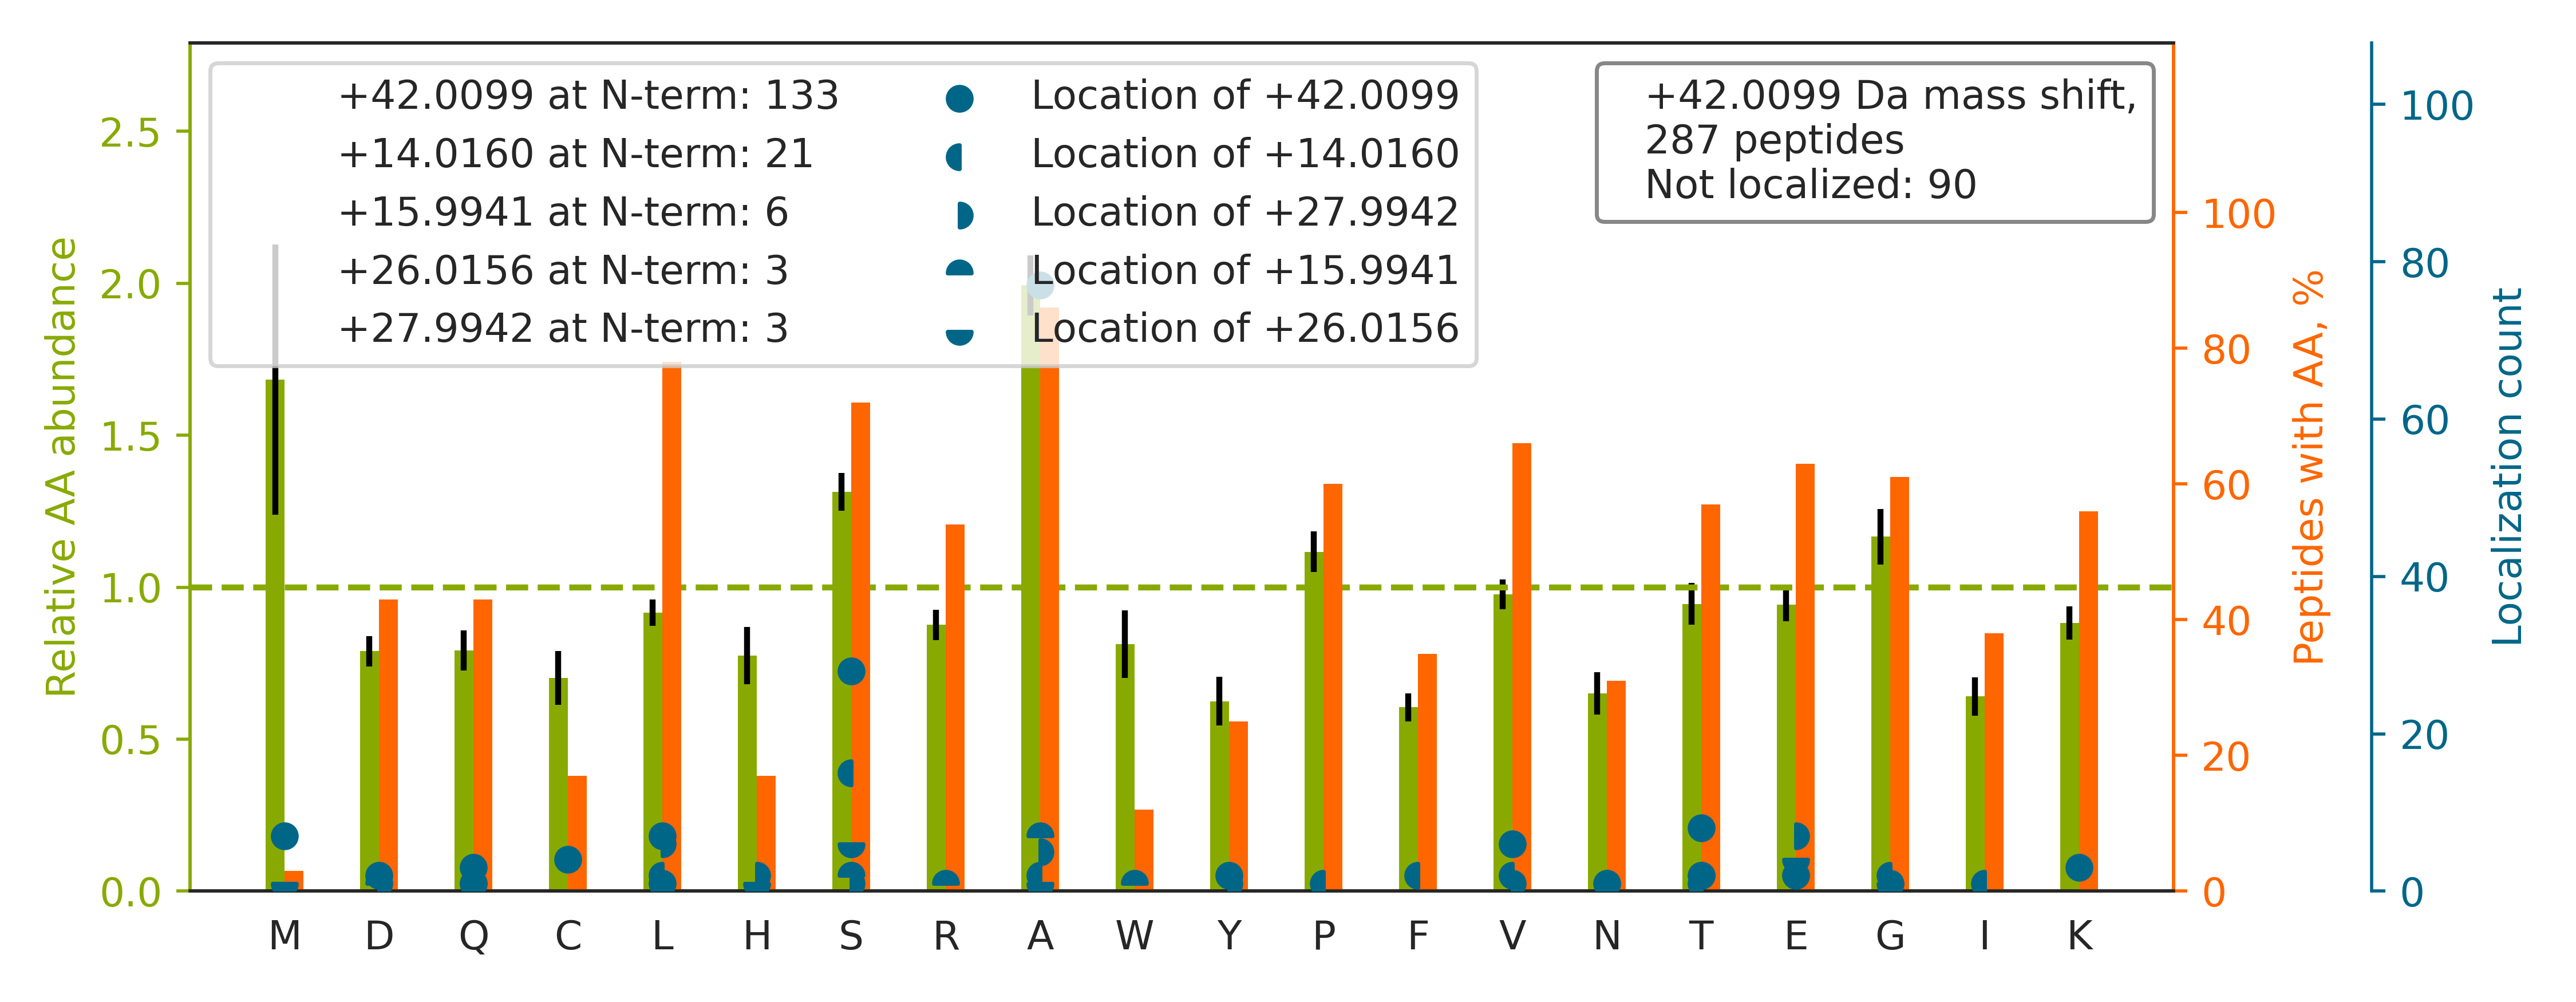 +42.0099 at N-term: 133
+14.0160 at N-term: 21
+15.9941 at N-term: 6
+26.0156 at N-term: 3
+27.9942 at N-term: 3
Location of +42.0099
Location of +14.0160
Location of +27.9942
Location of +15.9941
Location of +26.0156
+42.0099 Da mass shift,
287 peptides
Not localized: 90
Relative AA abundance
2.5
2.0
1.5
1.0
0.5
0.0
100
80
60
40
20
0
Peptides with AA, %
100
80
60
40
20
0
Localization count
M D Q C L H S R A W Y P F V N T E G I K